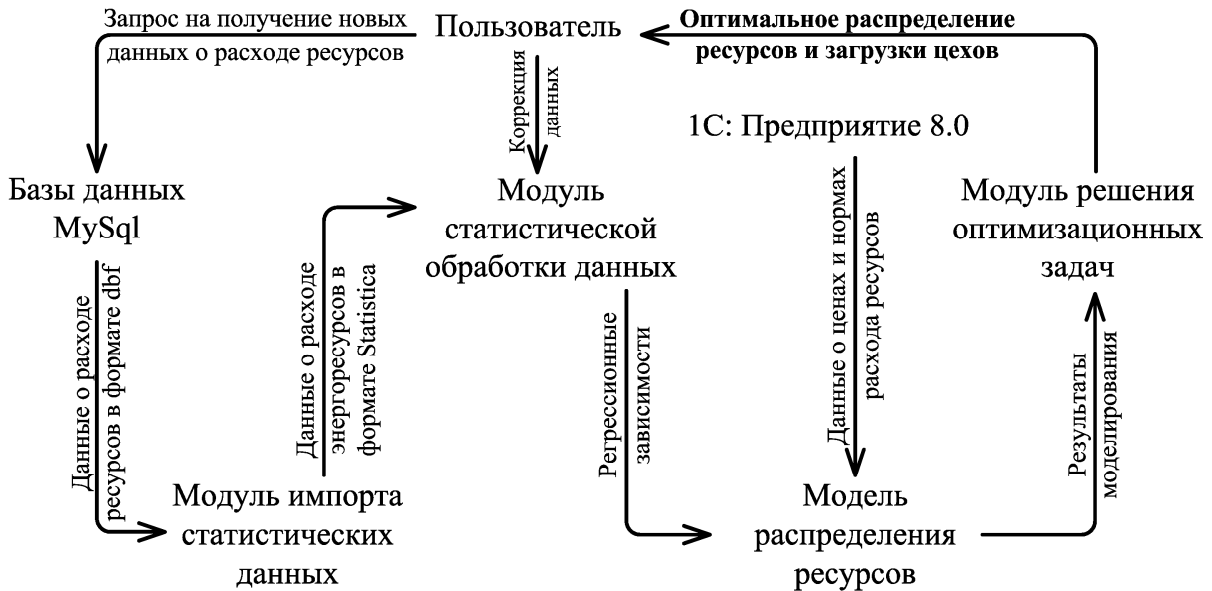 Запрос на получение новых
данных о расходе ресурсов
Пользователь
Оптимальное распределение
ресурсов и загрузки цехов
Коррекция
данных
1С: Предприятие 8.0
Базы данных
MySql
Модуль
статистической
обработки данных
Модуль решения
оптимизационных
задач
Данные о расходе
ресурсов в формате dbf
Данные о расходе
энергоресурсов в
формате Statistica
Регрессионные
зависимости
Данные о ценах и нормах
расхода ресурсов
Результаты
моделирования
Модуль импорта
статистических
данных
Модель
распределения
ресурсов